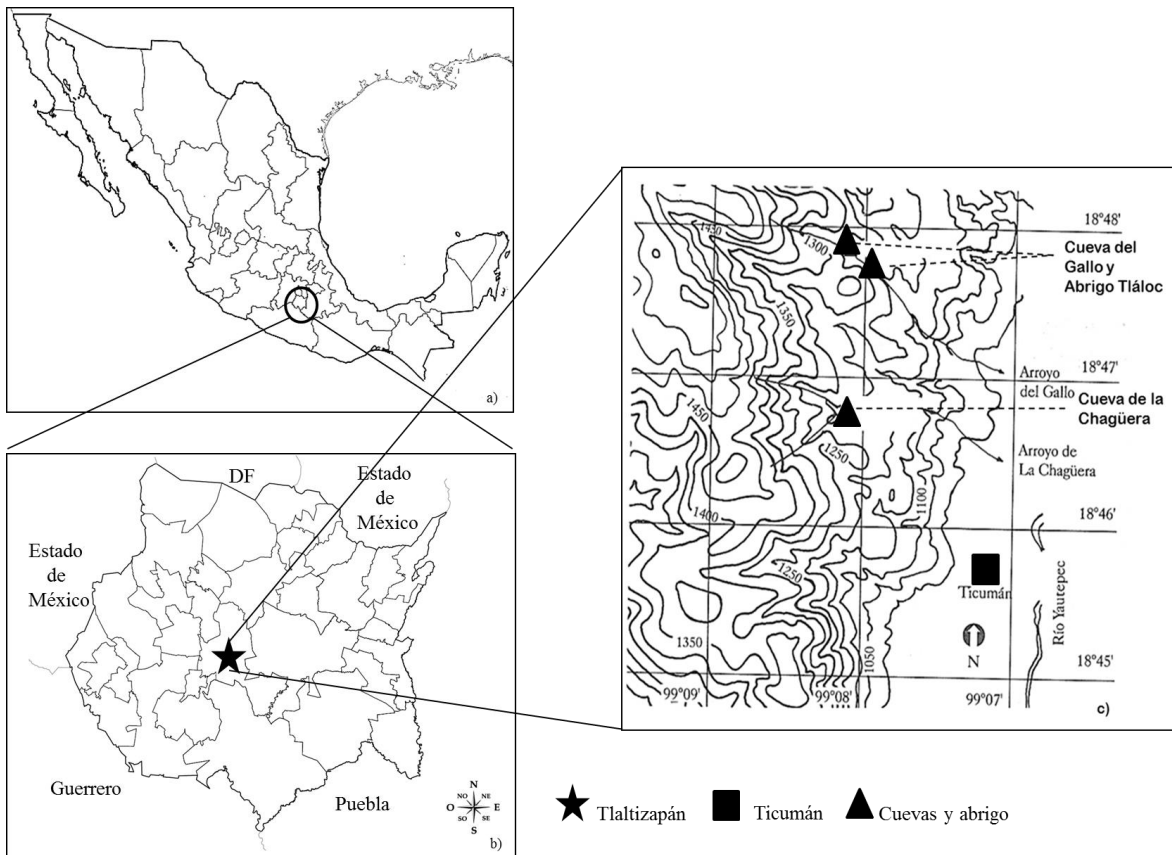 a)
DF
Estado
de
México
Estado
de
México
Guerrero
Puebla
N
NO
NE
O
E
SO
SE
S
b)
1450
1300
18°48'
Cueva del
Gallo y
Abrigo Tláloc
1350
18°47'
Arroyo
del Gallo
Cueva de la
Chagüera
1450
1250
Arroyo de
La Chagüera
1100
1400
18°46'
1250
Ticumán
Río Yautepec
1350
N
1050
18°45'
99°09'
99°08'
99°07'
c)
Tlaltizapán
Ticumán
Cuevas y abrigo